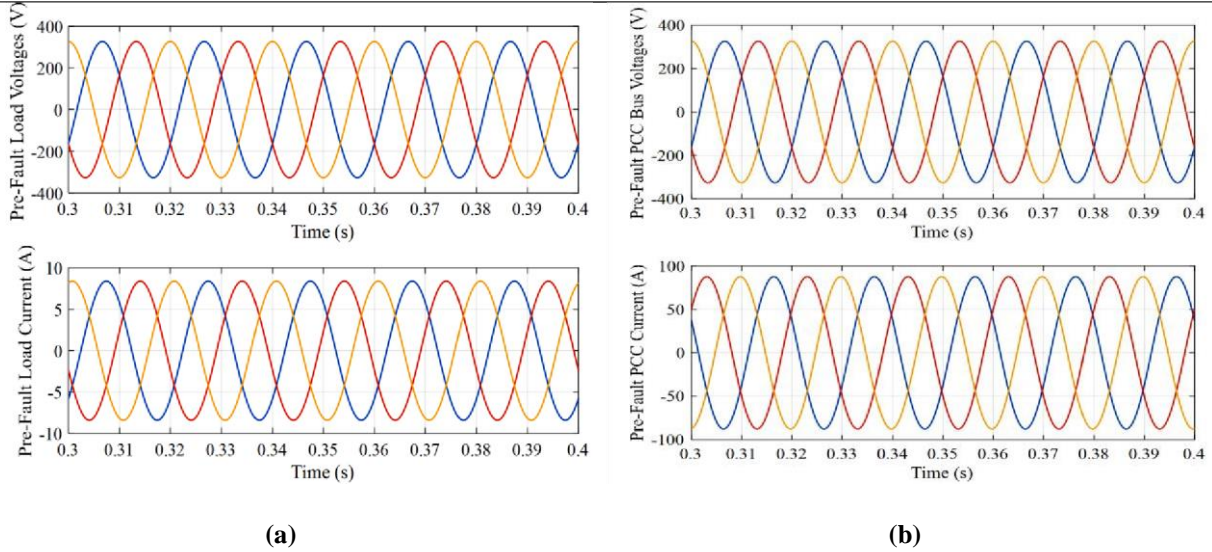 Pre-Fault Load Voltages (V)
400
200
0
-200
-400
0.3 0.31 0.32 0.33 0.34 0.35 0.36 0.37 0.38 0.39 0.4
Time (s)
Pre-Fault Load Current (A)
10
5
0
-5
-10
0.3 0.31 0.32 0.33 0.34 0.35 0.36 0.37 0.38 0.39 0.4
Time (s)
(a)
Pre-Fault PCC Bus Voltages (V)
400
200
0
-200
-400
0.3 0.31 0.32 0.33 0.34 0.35 0.36 0.37 0.38 0.39 0.4
Time (s)
Pre-Fault PCC Current (A)
100
50
0
-50
-100
0.3 0.31 0.32 0.33 0.34 0.35 0.36 0.37 0.38 0.39 0.4
Time (s)
(b)